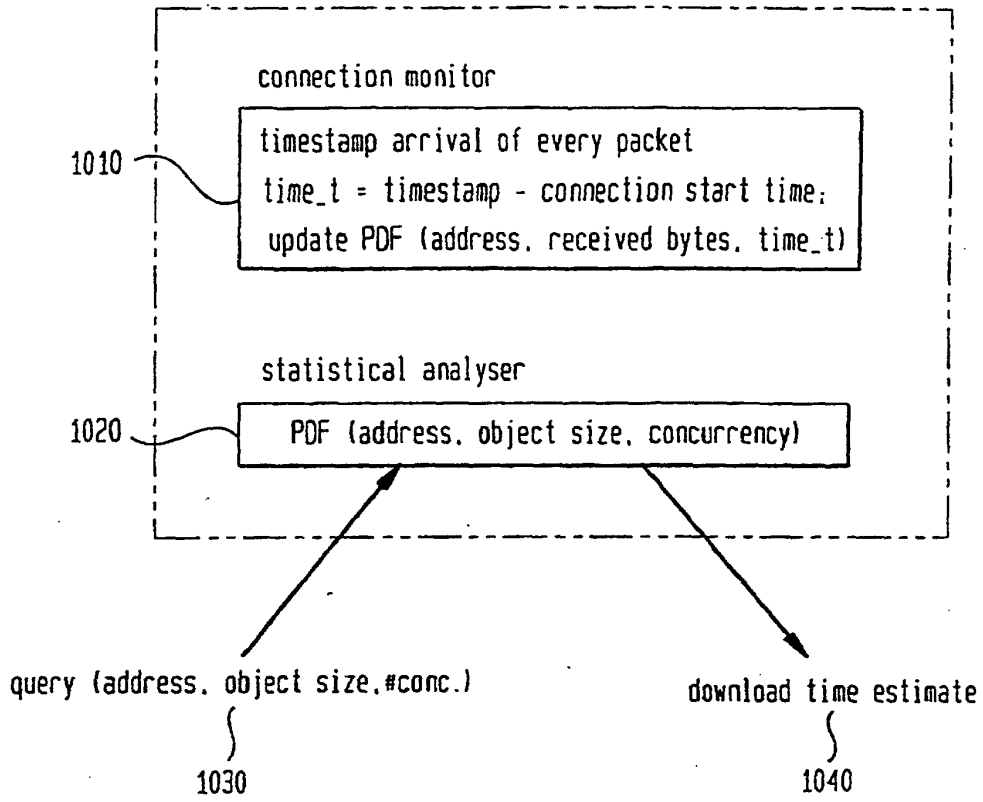 connection monitor
1010
timestamp arrival of every packet
time_t = timestamp - connection start time;
update PDF (address, received bytes, time_t)
statistical analyser
1020
PDF (address, object size, concurrency)
query (address, object size,#conc.)
download time estimate
1030
1040